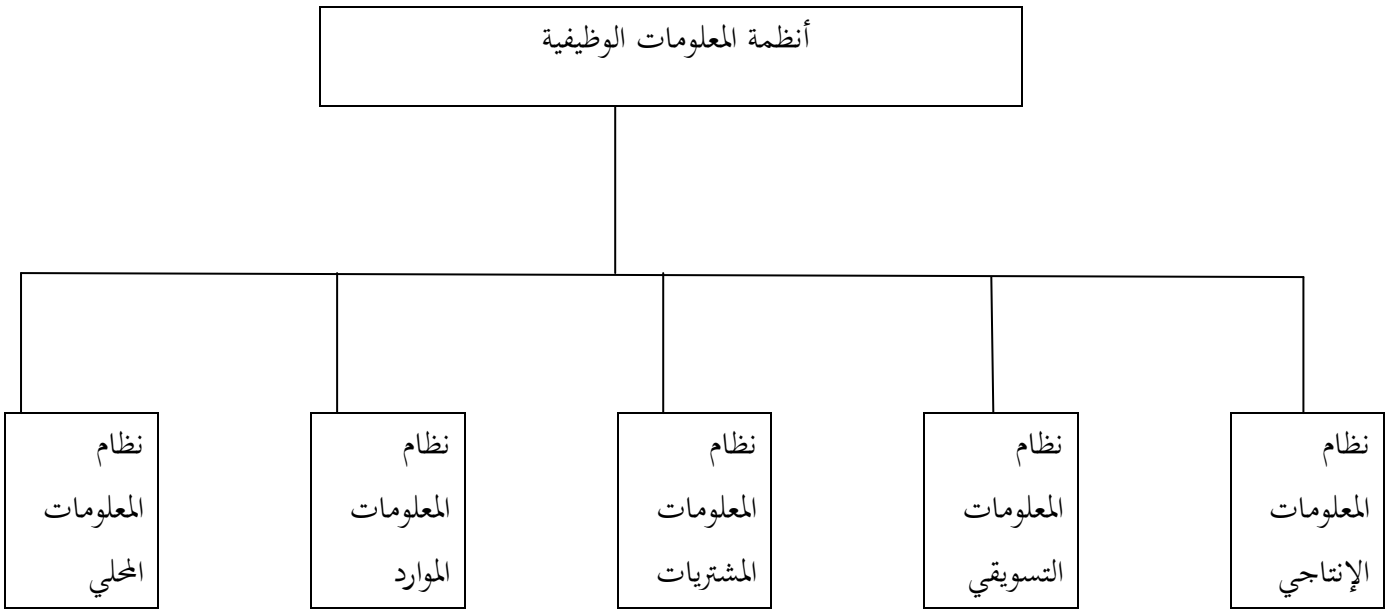 أنظمة المعلومات الوظيفية
نظام
المعلومات
الإنتاجي
نظام
المعلومات
التسويقي
نظام
المعلومات
المشتريات
نظام
المعلومات
الموارد
نظام
المعلومات
المحلي